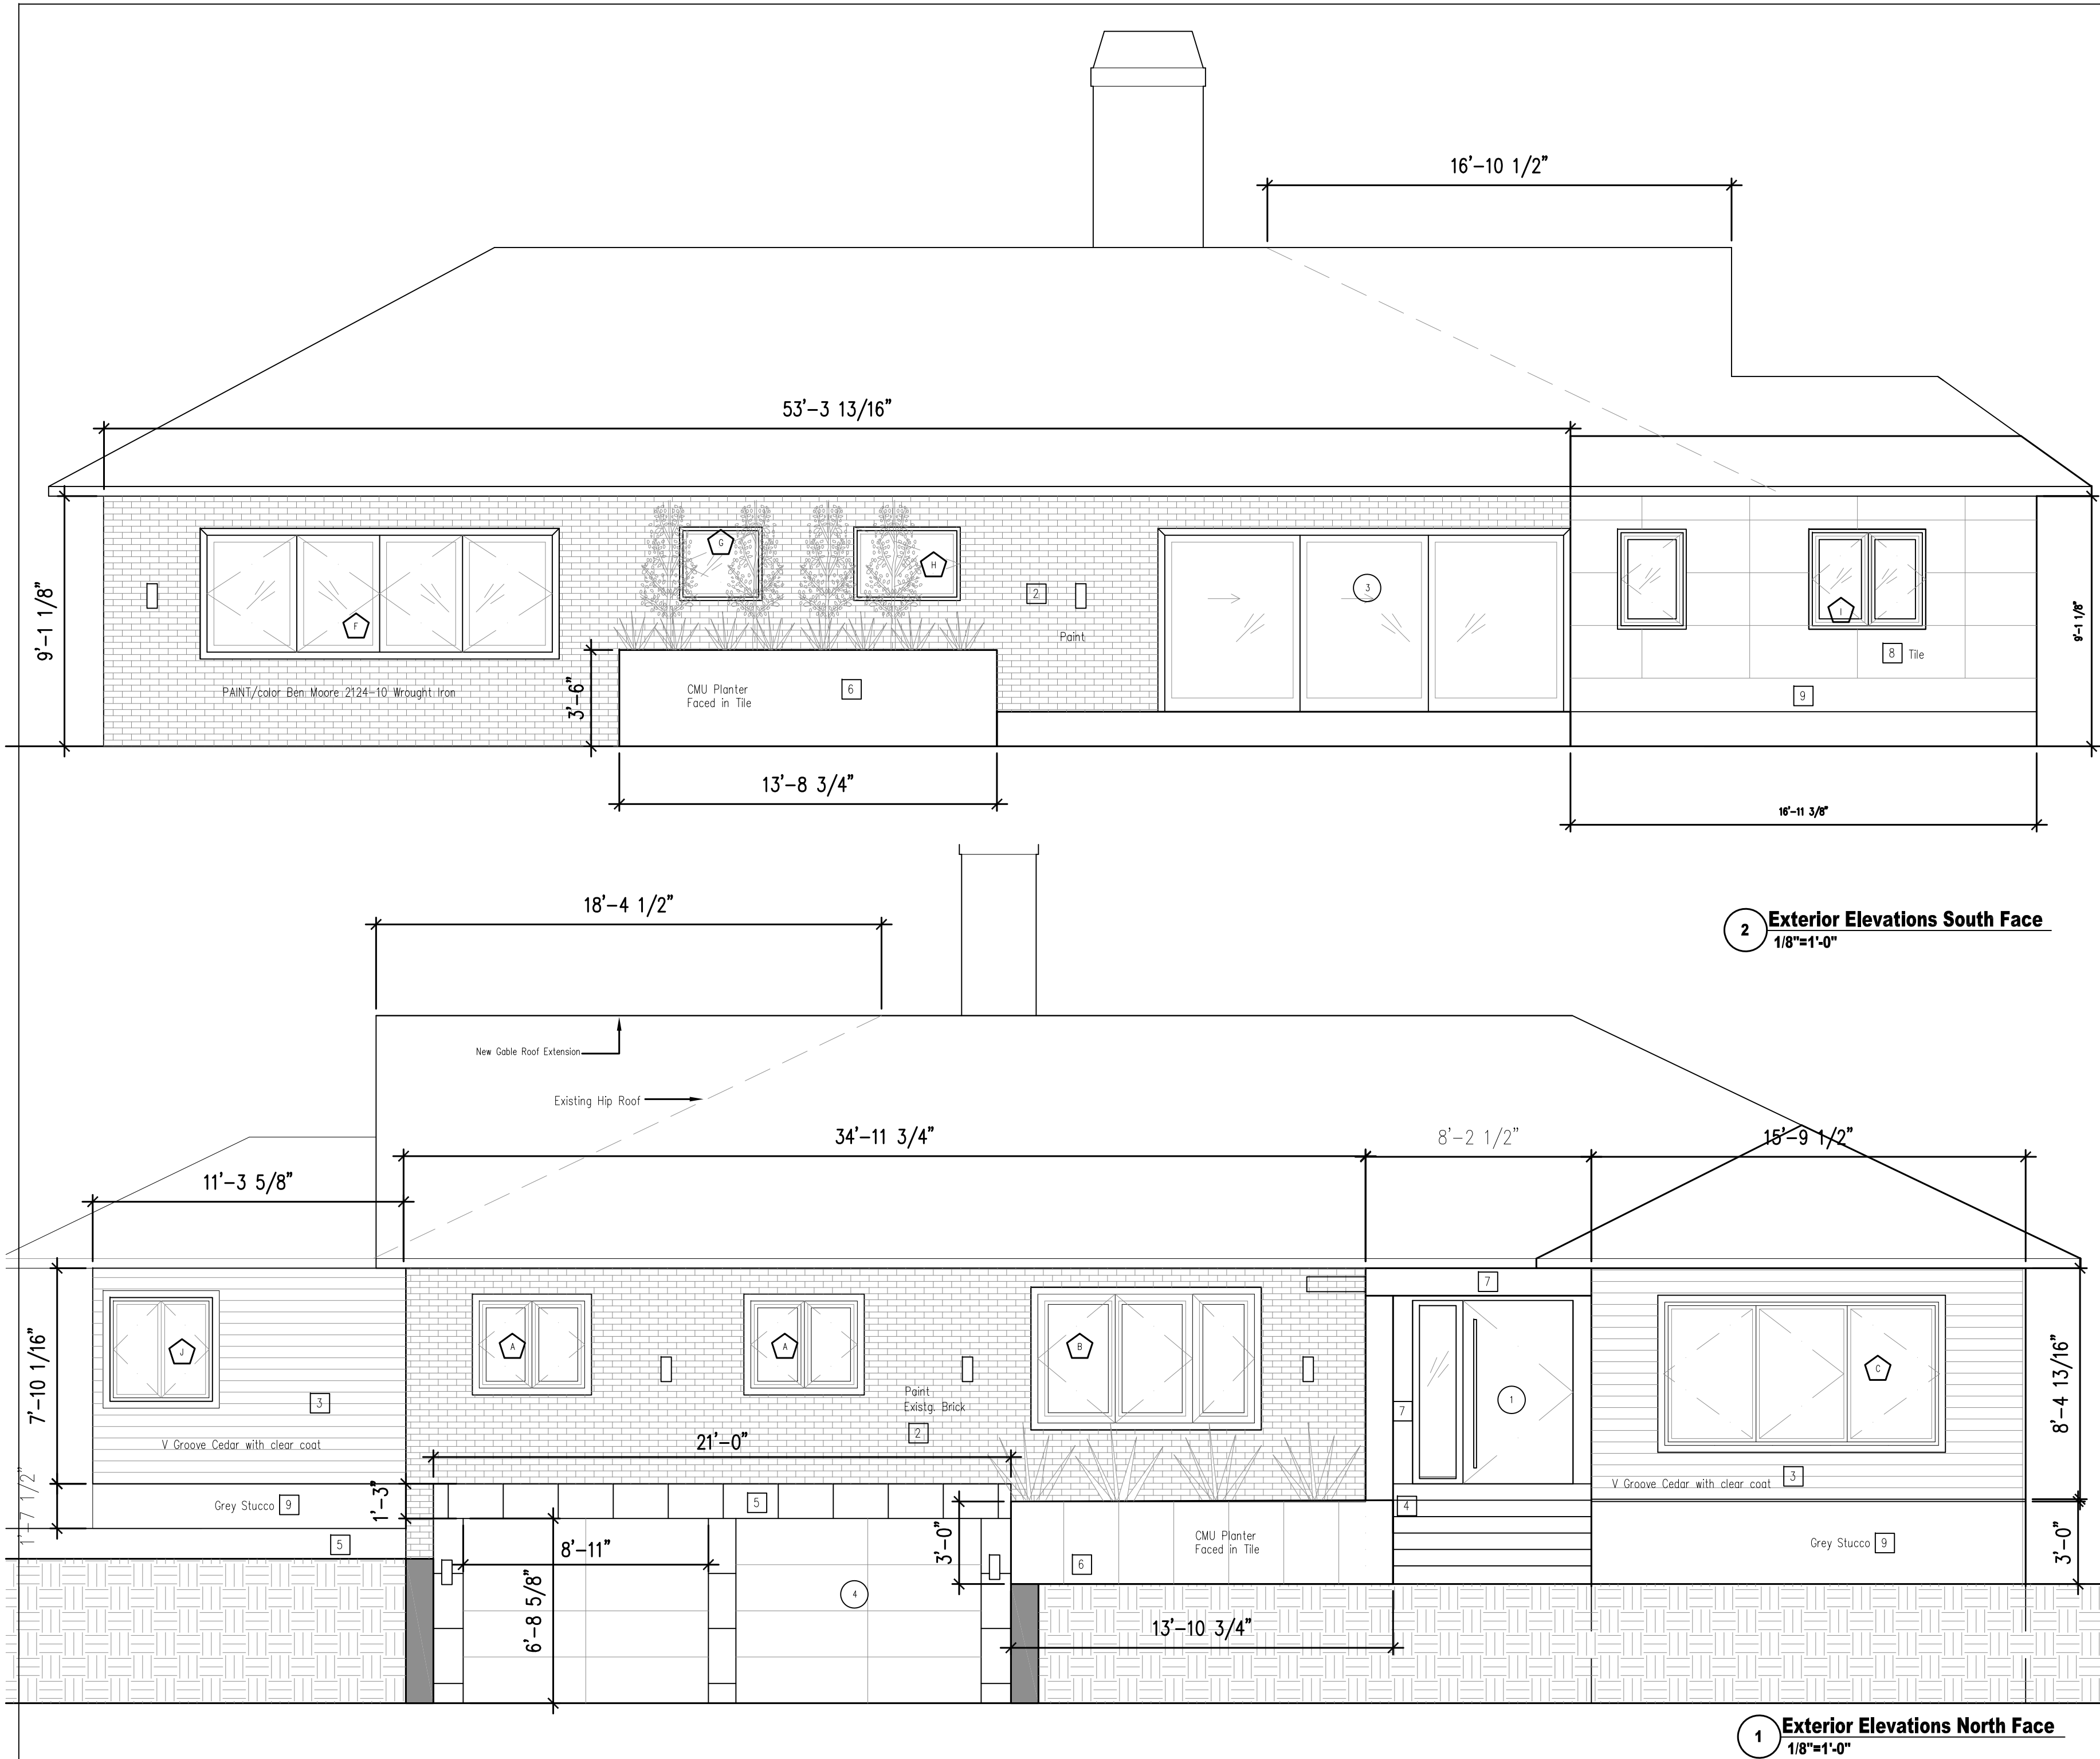 16'-10 1/2"
53'-3 13/16"
9'-1 1/8"
G
H
2
3
F
I
9'-1 1/8"
Paint
8 Tile
PAINT/color Ben Moore 2124-10 Wrought Iron
3'-6"
CMU Planter
Faced in Tile
6
9
13'-8 3/4"
16'-11 3/8"
2 Exterior Elevations South Face
1/8"=1'-0"
18'-4 1/2"
New Gable Roof Extension
Existing Hip Roof
34'-11 3/4"
8'-2 1/2"
15'-9 1/2"
11'-3 5/8"
7
7'-10 1/16"
J
A
A
B
C
8'-4 13/16"
3
Paint
Existg. Brick
2
7
1
V Groove Cedar with clear coat
21'-0"
V Groove Cedar with clear coat
3
1'-7 1/2"
Grey Stucco 9
1'-3"
5
4
5
8'-11"
3'-0"
CMU Planter
Faced in Tile
6
Grey Stucco 9
3'-0"
6'-8 5/8"
4
13'-10 3/4"
1 Exterior Elevations North Face
1/8"=1'-0"